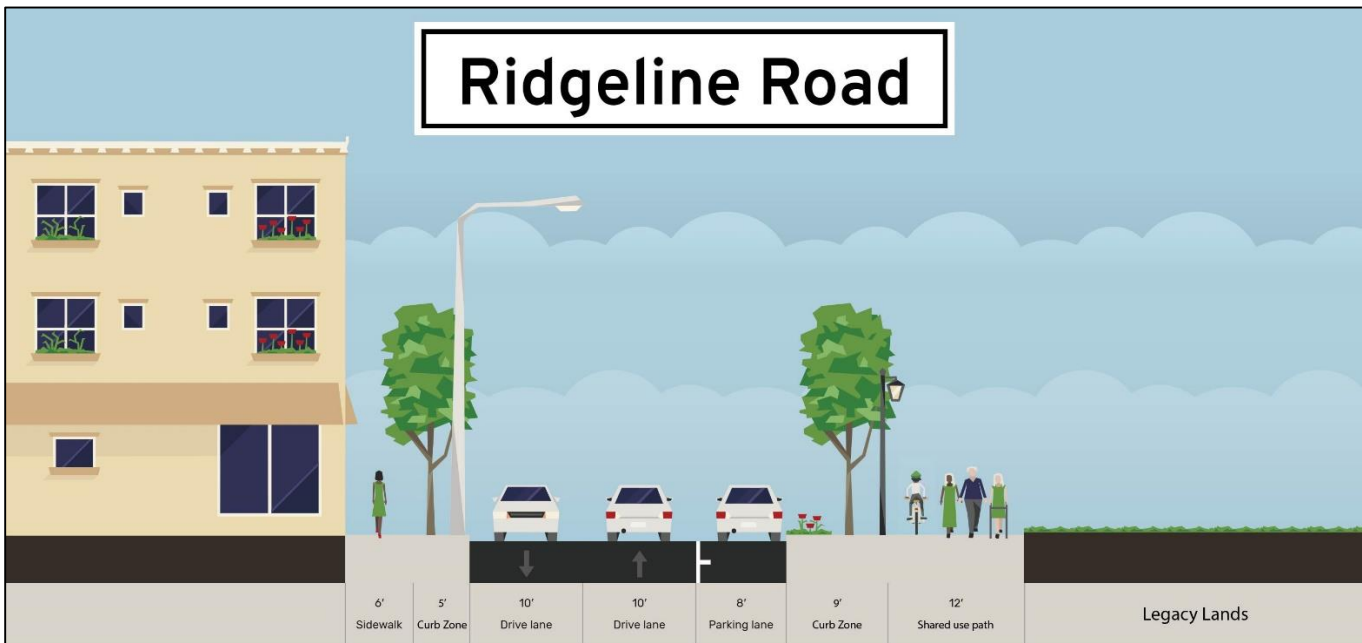 Ridgeline Road
6' 5' 10' 10' 8' 9' 12'
Sidewalk Curb Zone Drive lane Drive lane Parking lane Curb Zone Shared use path Legacy Lands